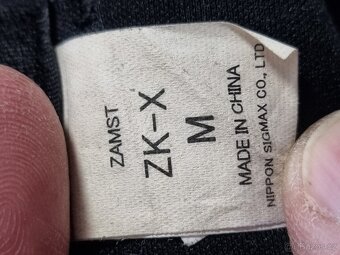 ZAMST
ZK-X
M
MADE IN CHINA
NIPPON SIGMAX CO., LTD